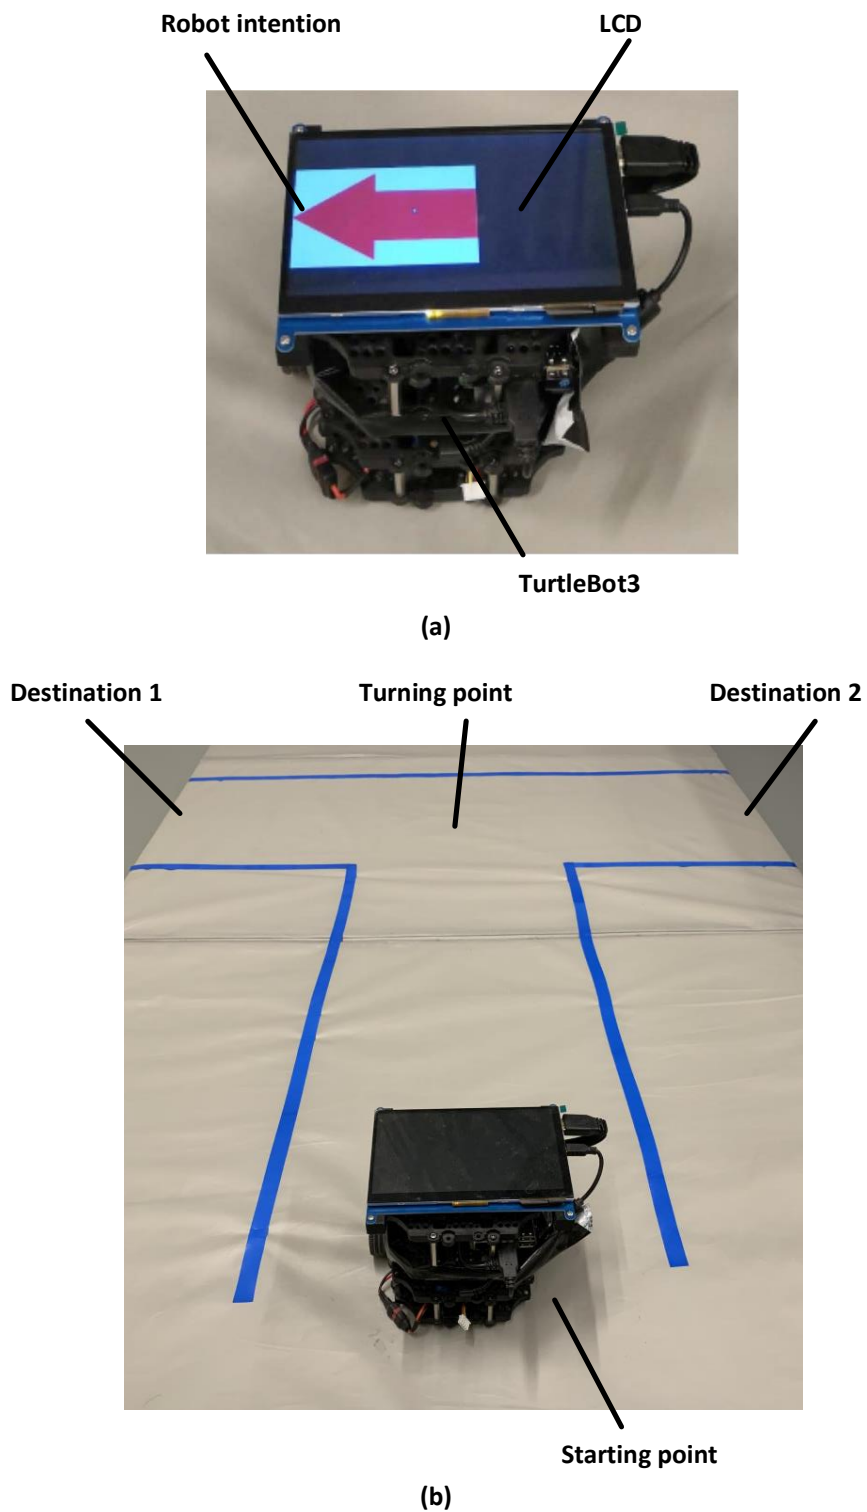 Robot intention
LCD
TurtleBot3
(a)
Destination 1
Turning point
Destination 2
Starting point
(b)